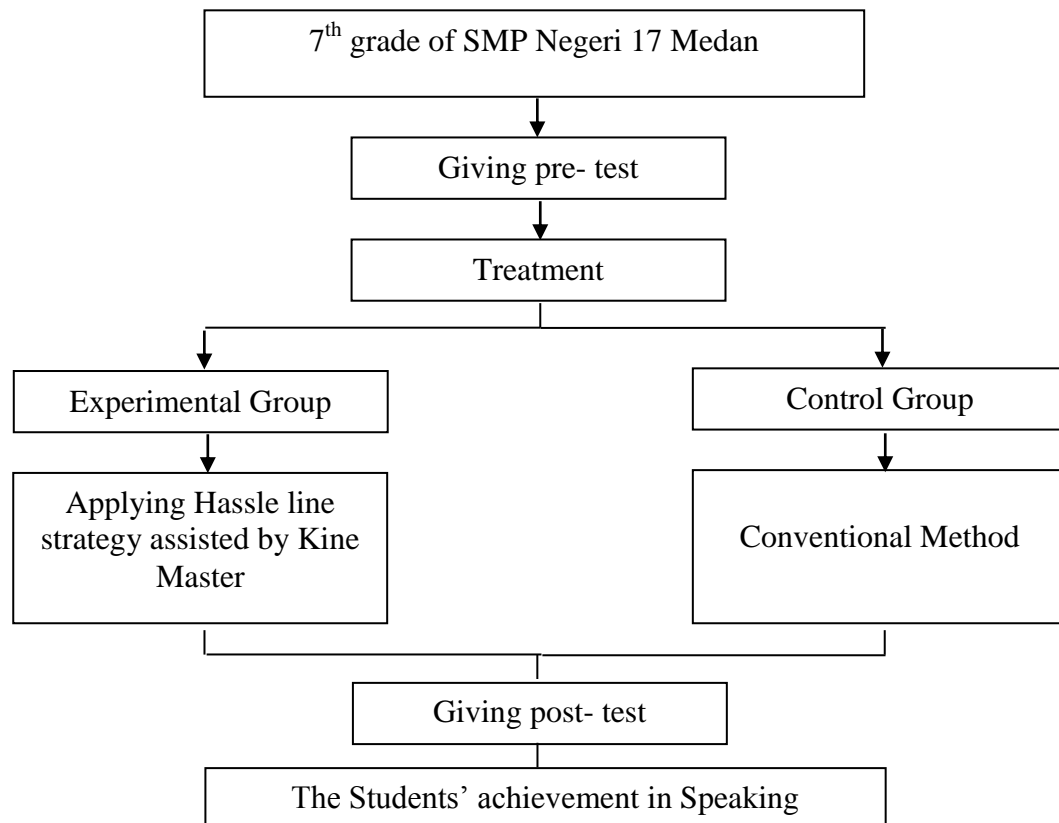 7th grade of SMP Negeri 17 Medan
Giving pre- test
Treatment
Experimental Group
Control Group
Applying Hassle line
strategy assisted by Kine
Master
Conventional Method
Giving post- test
The Students’ achievement in Speaking